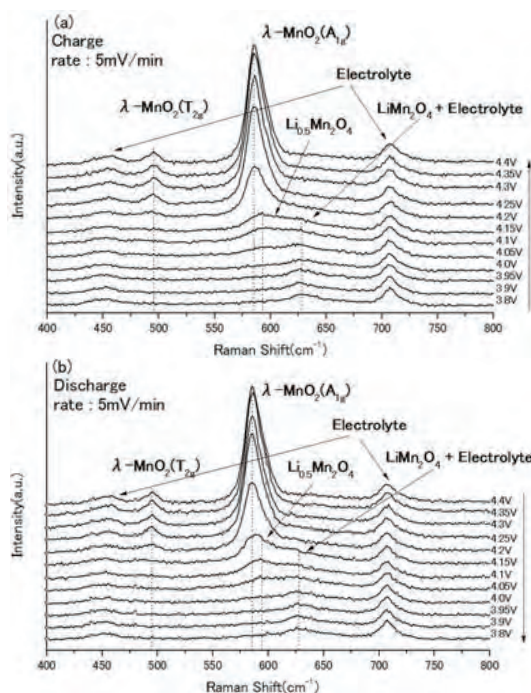 (a)
Charge
rate : 5mV/min
λ-MnO₂(A₁g)
Electrolyte
λ-MnO₂(T₂g)
LiMn₂O₄ + Electrolyte
Li₀.₅Mn₂O₄
Intensity(a.u.)
4.4V
4.35V
4.3V
4.25V
4.2V
4.15V
4.1V
4.05V
4.0V
3.95V
3.9V
3.8V
400 450 500 550 600 650 700 750 800
Raman Shift(cm⁻¹)
(b)
Discharge
rate : 5mV/min
λ-MnO₂(A₁g)
Electrolyte
λ-MnO₂(T₂g)
Li₀.₅Mn₂O₄
LiMn₂O₄ + Electrolyte
Intensity(a.u.)
4.4V
4.35V
4.3V
4.25V
4.2V
4.15V
4.1V
4.05V
4.0V
3.95V
3.9V
3.8V
400 450 500 550 600 650 700 750 800
Raman Shift(cm⁻¹)